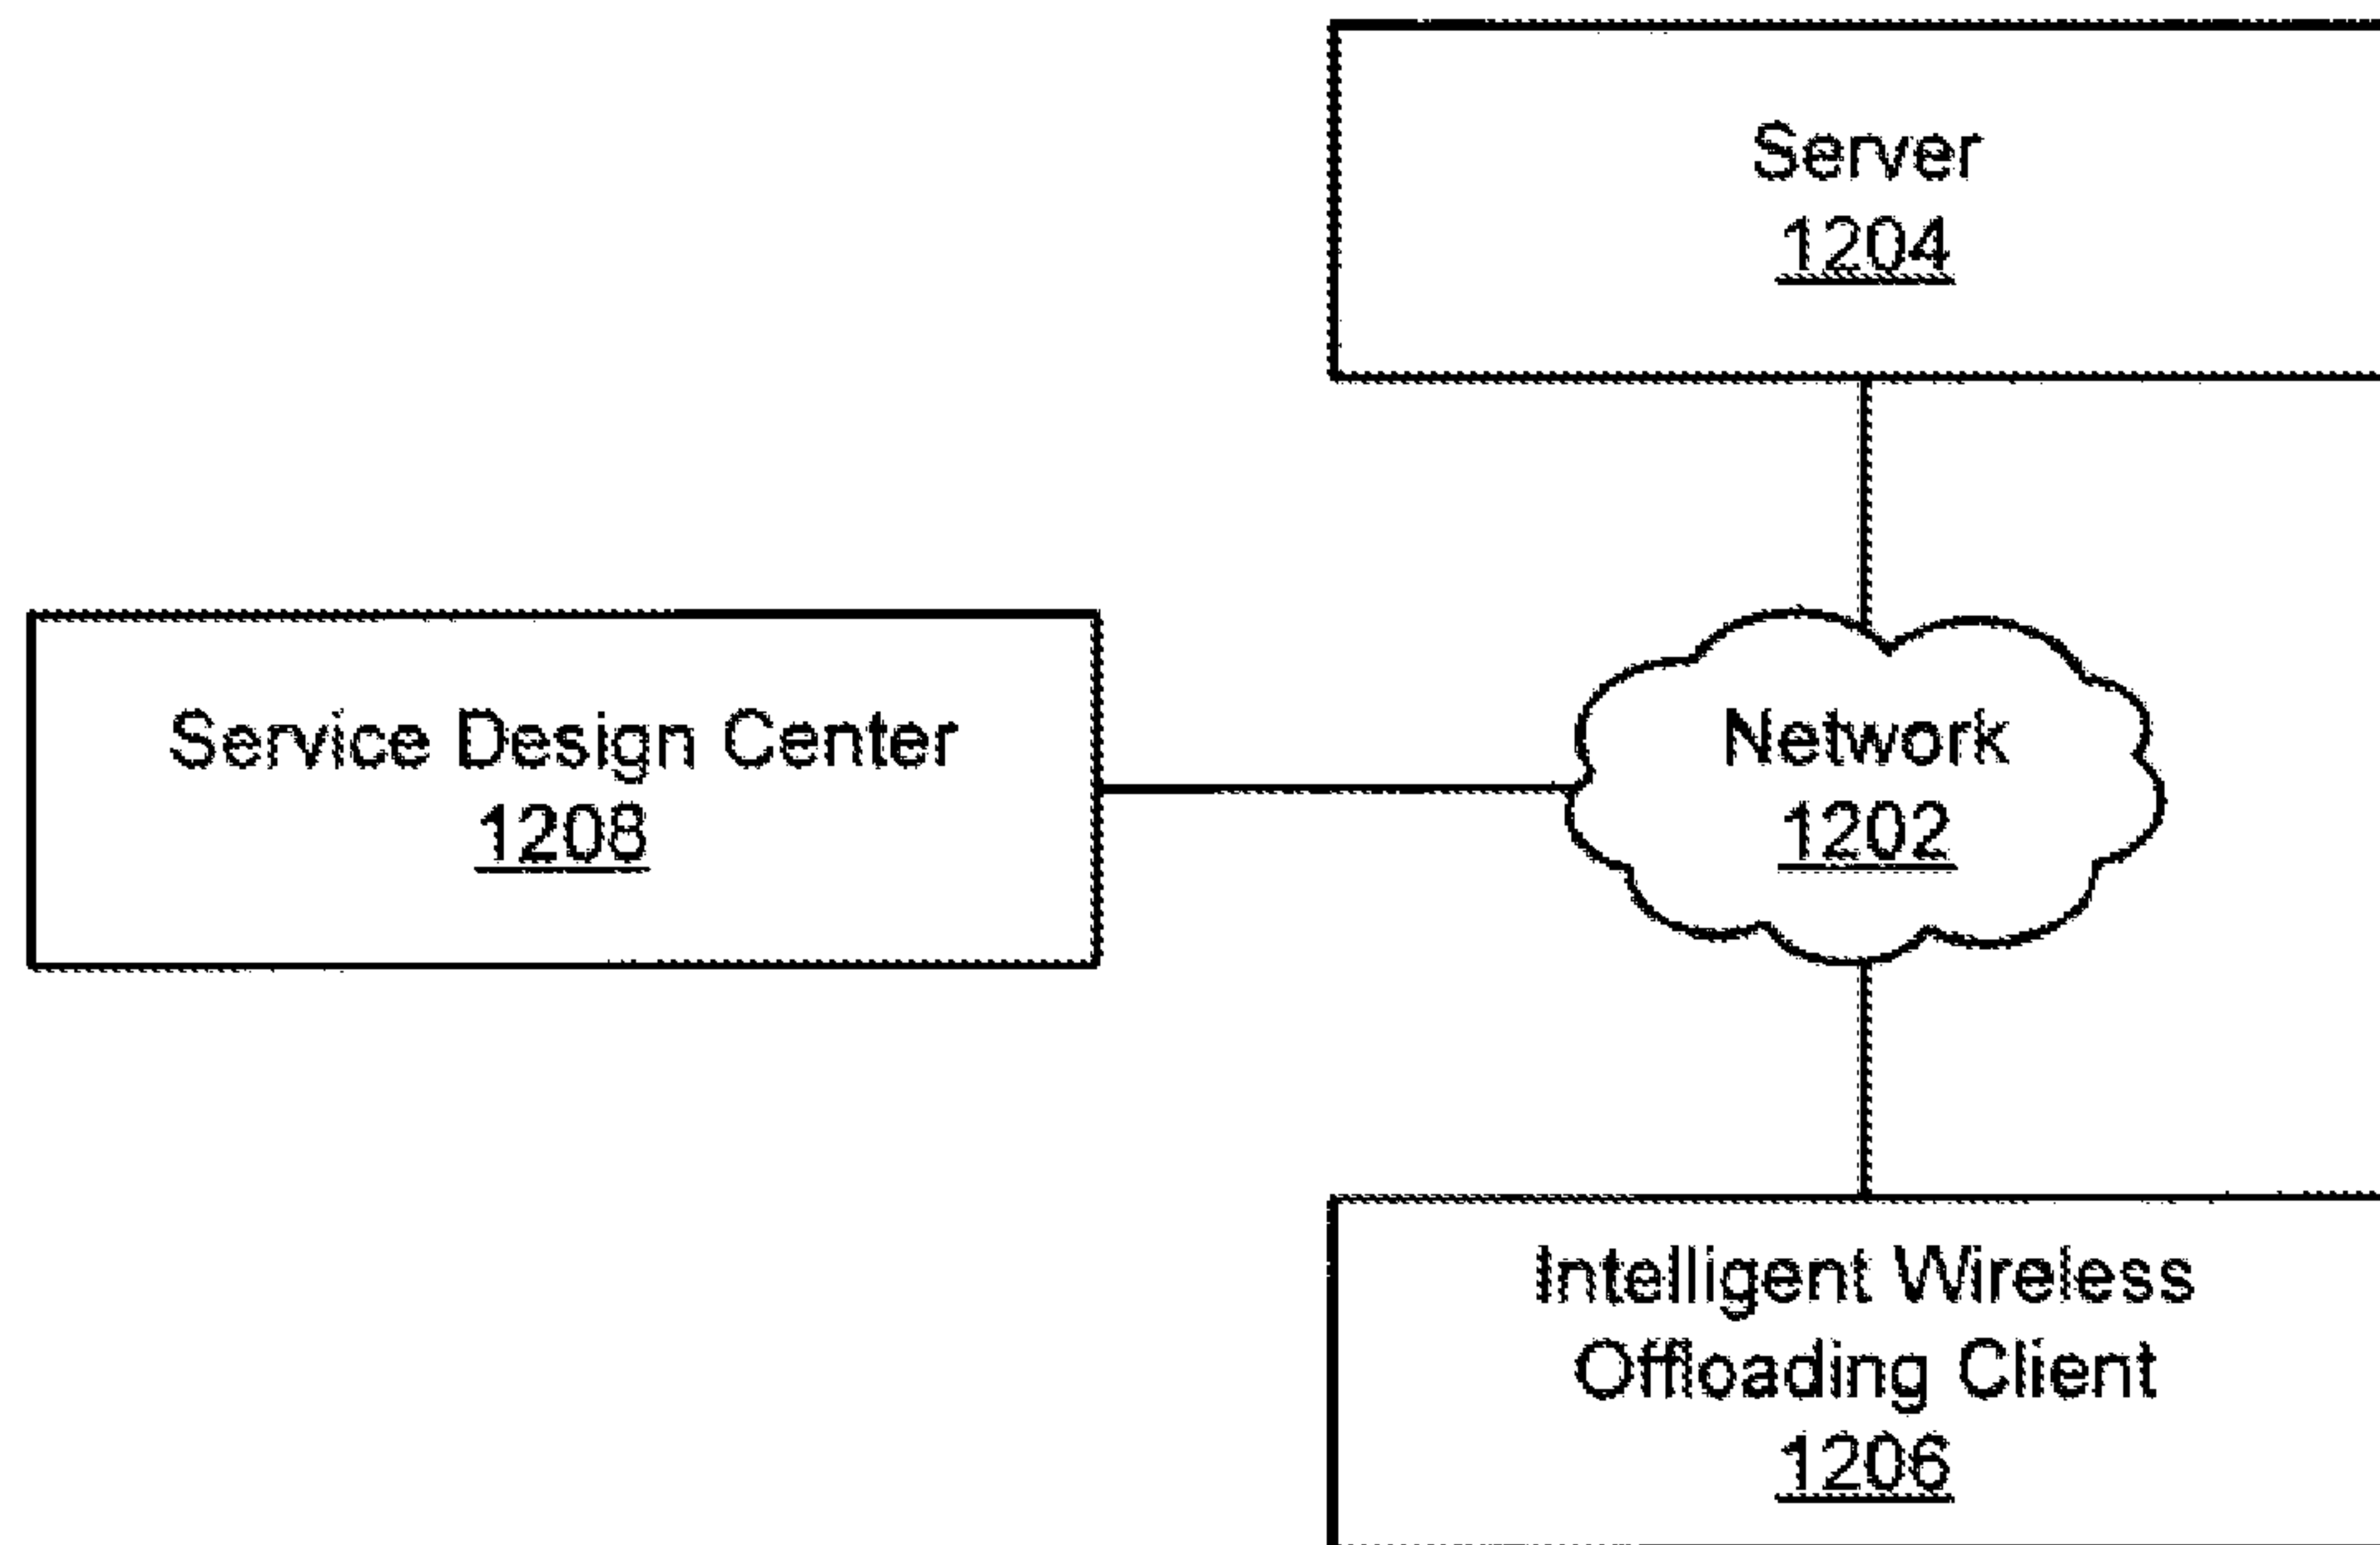 Server
1204
Service Design Center
1208
Network
1202
Intelligent Wireless
Offloading Client
1206